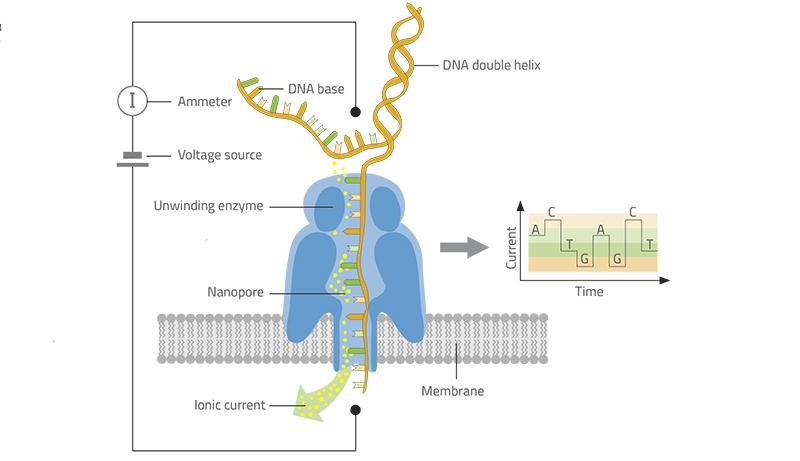 DNA double helix
DNA base
I
Ammeter
Voltage source
Unwinding enzyme
Nanopore
Ionic current
Membrane
Current
A
C
T
G
A
G
C
T
Time